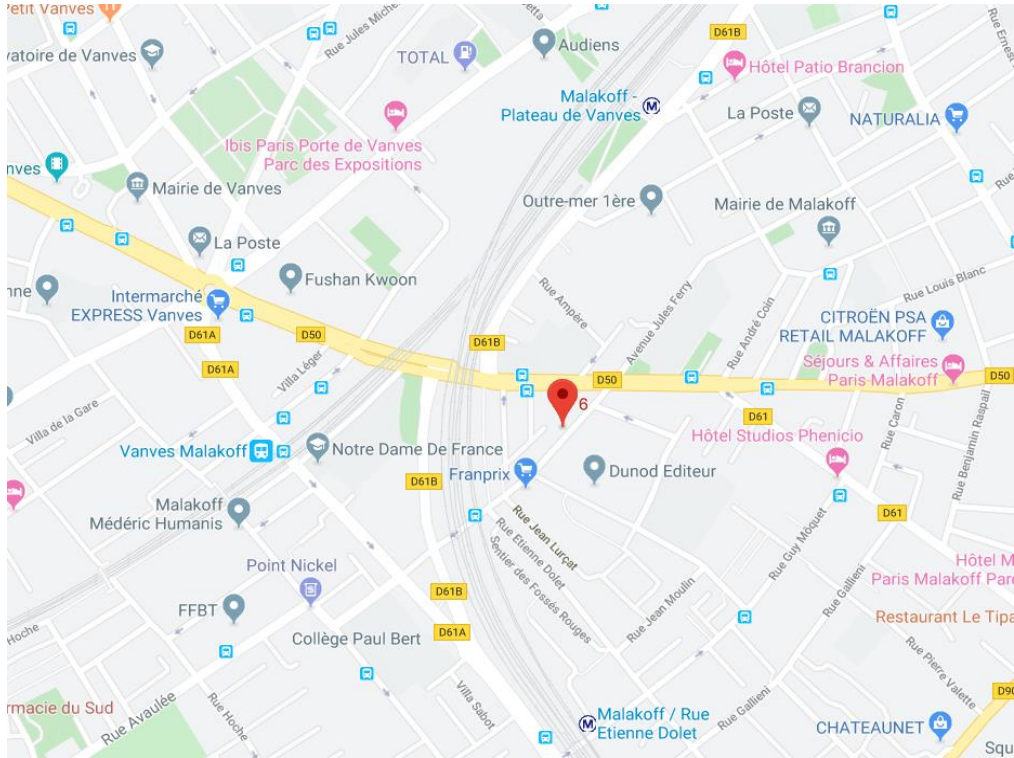 Petit Vanves
Rue Jules Michelet
D61B
Audiens
vatoire de Vanves
TOTAL
Hôtel Patio Brancion
Malakoff -
Plateau de Vanves
La Poste
NATURALIA
Ibis Paris Porte de Vanves
Parc des Expositions
nves
Mairie de Vanves
Outre-mer 1ère
Mairie de Malakoff
La Poste
Fushan Kwoon
Rue Louis Blanc
nne
Intermarché
EXPRESS Vanves
Rue Ampère
Avenue Jules Ferry
Rue André Coin
CITROËN PSA
RETAIL MALAKOFF
D61A
D50
D61B
Séjours & Affaires
Paris Malakoff
D61A
Villa Léger
D50
D50
6
D61
Villa de la Gare
Rue Caron
Rue Benjamin Raspail
Hôtel Studios Phenicio
Vanves Malakoff
Notre Dame De France
D61B
Franprix
Dunod Editeur
Malakoff
Médéric Humanis
D61
Rue Jean Lurçat
Rue Etienne Dolet
Sentier des Fossés Rouges
Rue Guy Môquet
Point Nickel
Hôtel M
Paris Malakoff Parc
FFBT
D61B
Rue Jean Moulin
Rue Gallieni
Restaurant Le Tipa
Hoche
Collège Paul Bert
D61A
Rue Pierre Valette
rmacie du Sud
Rue Avaulée
Rue Hoche
Villa Sabot
Rue Gallieni
D90
Malakoff / Rue
Etienne Dolet
CHATEAUNET
Squ